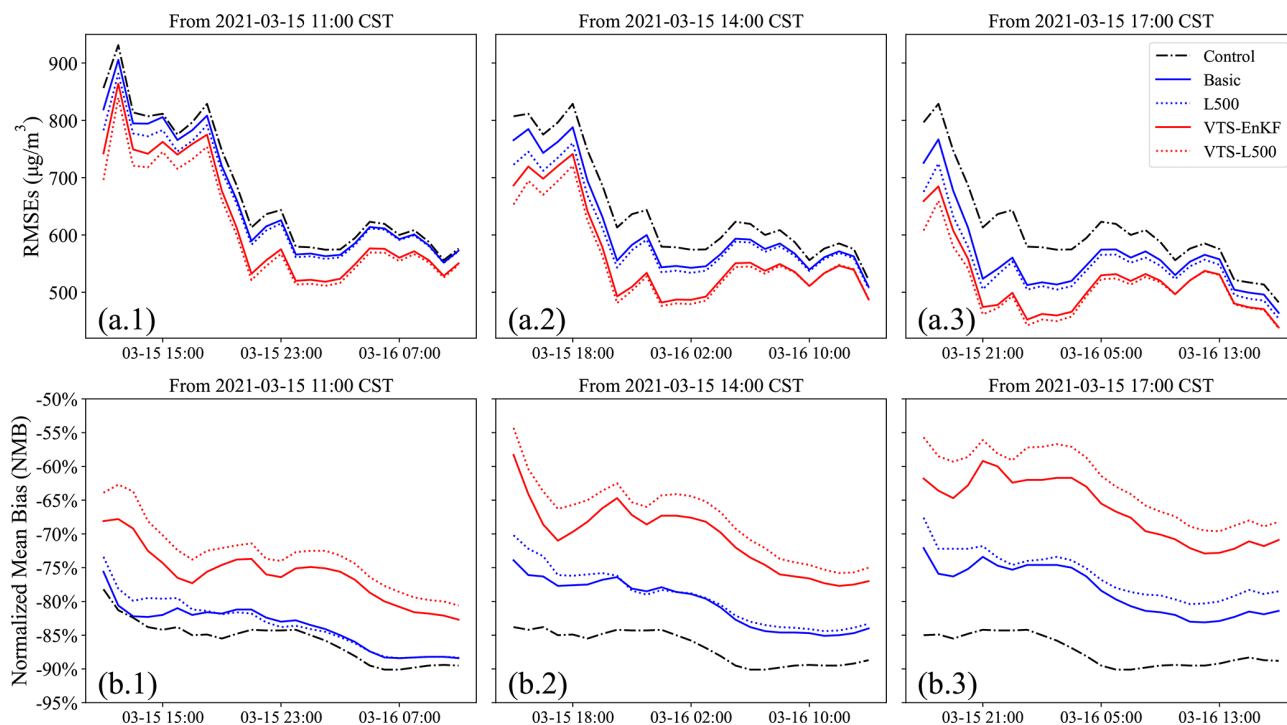 From 2021-03-15 11:00 CST
From 2021-03-15 14:00 CST
From 2021-03-15 17:00 CST
RMSEs (μg/m³)
900
800
700
600
500
Control
Basic
L500
VTS-EnKF
VTS-L500
(a.1)
(a.2)
(a.3)
03-15 15:00
03-15 23:00
03-16 07:00
03-15 18:00
03-16 02:00
03-16 10:00
03-15 21:00
03-16 05:00
03-16 13:00
From 2021-03-15 11:00 CST
From 2021-03-15 14:00 CST
From 2021-03-15 17:00 CST
Normalized Mean Bias (NMB)
-50%
-55%
-60%
-65%
-70%
-75%
-80%
-85%
-90%
-95%
(b.1)
(b.2)
(b.3)
03-15 15:00
03-15 23:00
03-16 07:00
03-15 18:00
03-16 02:00
03-16 10:00
03-15 21:00
03-16 05:00
03-16 13:00